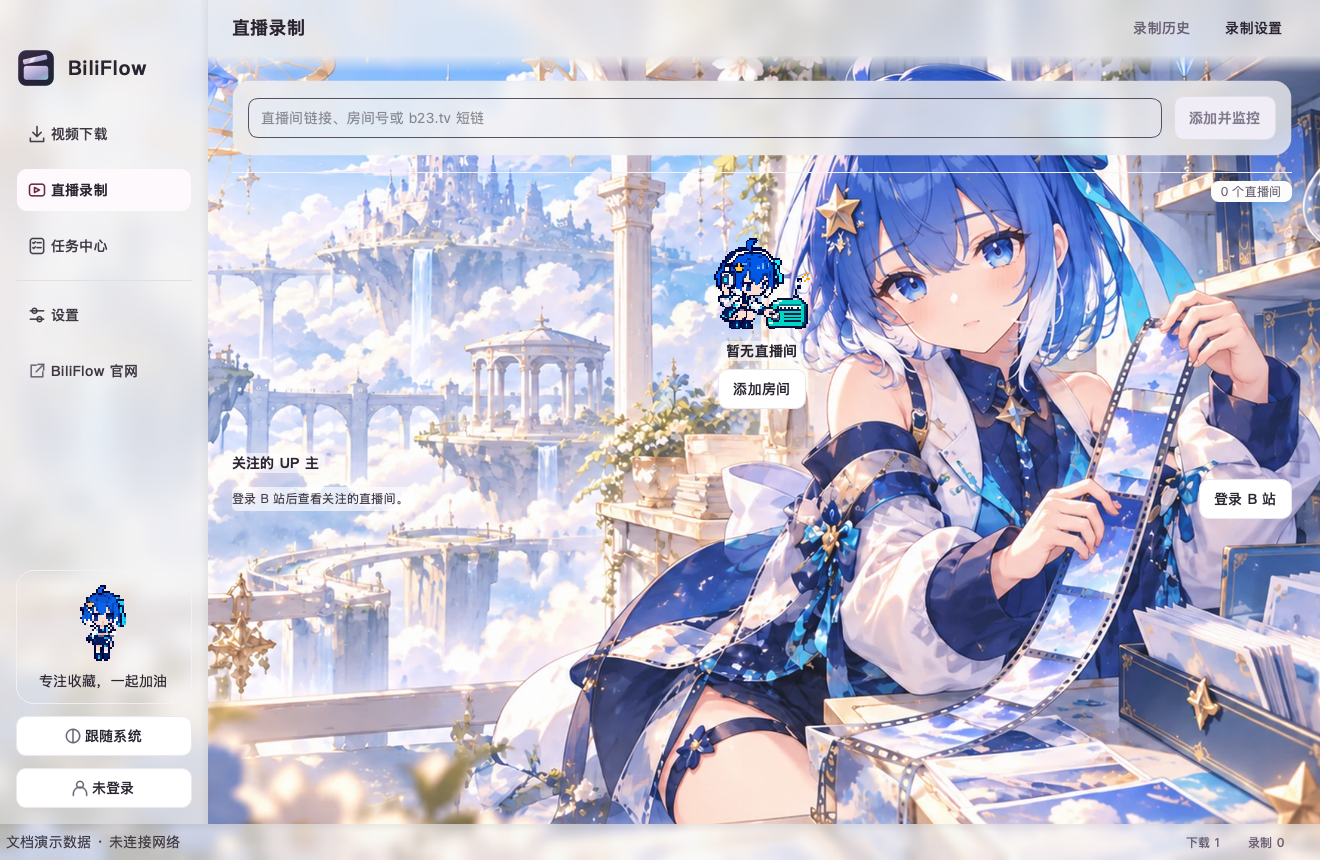 直播录制
录制历史
录制设置
BiliFlow
视频下载
直播录制
任务中心
设置
BiliFlow 官网
直播间链接、房间号或 b23.tv 短链
添加并监控
0 个直播间
暂无直播间
添加房间
关注的 UP 主
登录 B 站后查看关注的直播间。
登录 B 站
专注收藏，一起加油
跟随系统
未登录
文档演示数据 · 未连接网络
下载 1
录制 0